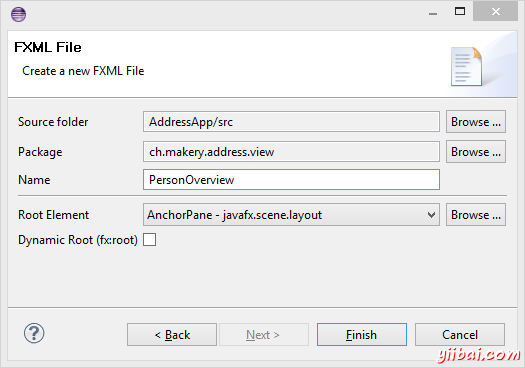 FXML File
Create a new FXML File
Source folder AddressApp/src Browse ...
Package ch.makery.address.view Browse ...
Name PersonOverview
Root Element AnchorPane - javafx.scene.layout Browse ...
Dynamic Root (fx:root)
? < Back Next > Finish Cancel
yiibai.com